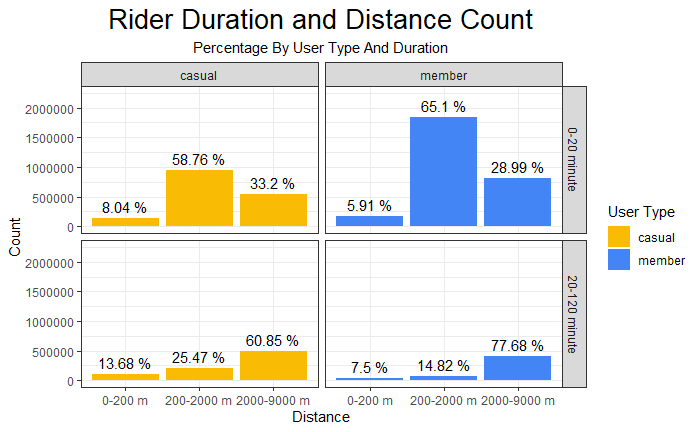 Rider Duration and Distance Count
Percentage By User Type And Duration
casual
member
2000000
1500000
1000000
500000
0
8.04 %
58.76 %
33.2 %
5.91 %
65.1 %
28.99 %
0-20 minute
2000000
1500000
1000000
500000
0
13.68 %
25.47 %
60.85 %
7.5 %
14.82 %
77.68 %
20-120 minute
0-200 m
200-2000 m
2000-9000 m
0-200 m
200-2000 m
2000-9000 m
Distance
Count
User Type
casual
member